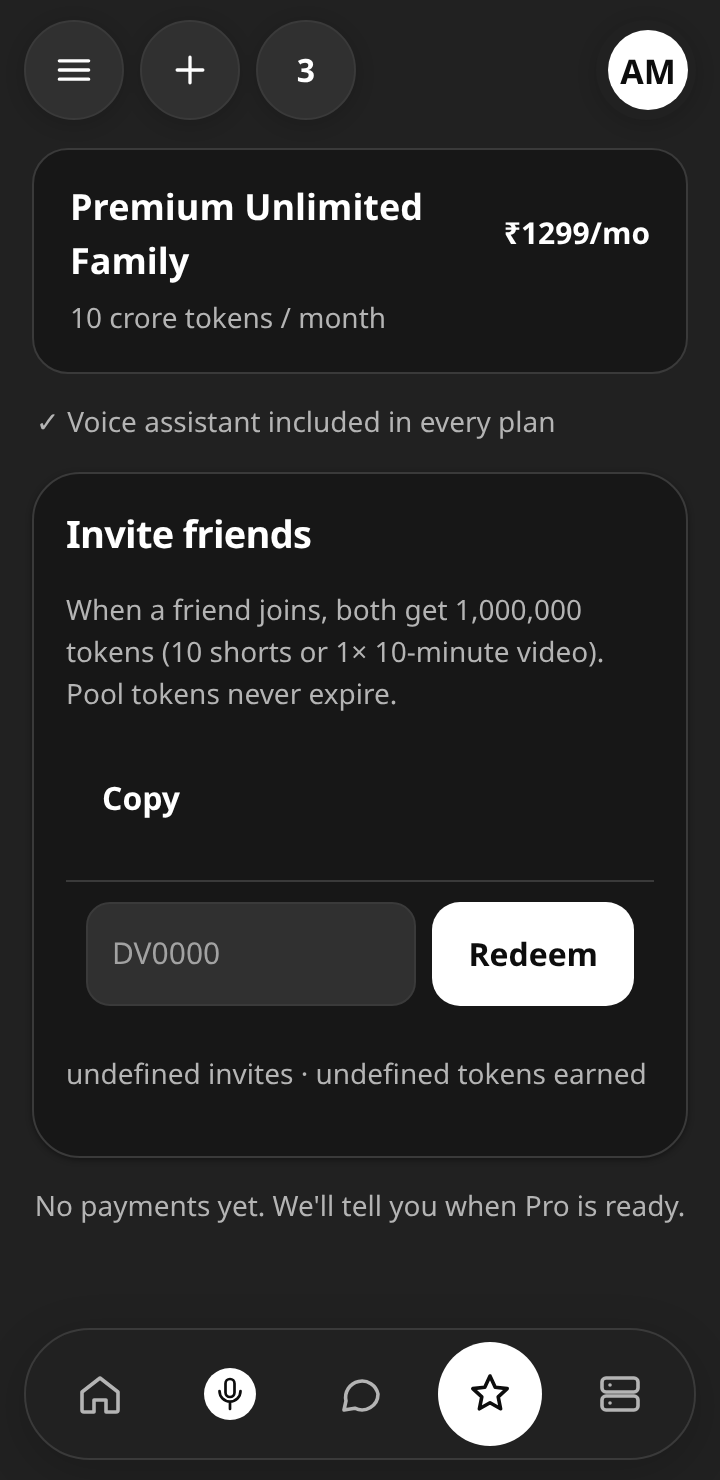 3
AM
Premium Unlimited
Family
₹1299/mo
10 crore tokens / month
✓ Voice assistant included in every plan
Invite friends
When a friend joins, both get 1,000,000
tokens (10 shorts or 1× 10-minute video).
Pool tokens never expire.
Copy
DV0000
Redeem
undefined invites · undefined tokens earned
No payments yet. We'll tell you when Pro is ready.